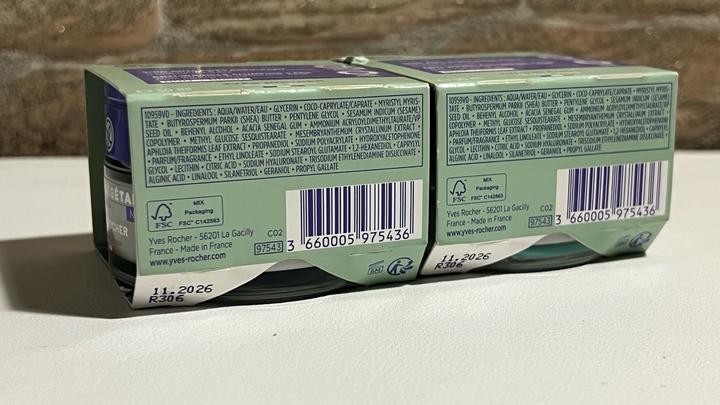 10959V0 - INGREDIENTS : AQUA/WATER/EAU • GLYCERIN • COCO-CAPRYLATE/CAPRATE • MYRISTYL MYRIS-
TATE • BUTYROSPERMUM PARKII (SHEA) BUTTER • PENTYLENE GLYCOL • SESAMUM INDICUM (SESAME)
SEED OIL • BEHENYL ALCOHOL • ACACIA SENEGAL GUM • AMMONIUM ACRYLOYLDIMETHYLTAURATE/VP
COPOLYMER • METHYL GLUCOSE SESQUISTEARATE • MESEMBRYANTHEMUM CRYSTALLINUM EXTRACT
APHLOIA THEIFORMIS LEAF EXTRACT • PROPANEDIOL • SODIUM POLYACRYLATE • HYDROXYACETOPHENONE
• PARFUM/FRAGRANCE • ETHYL LINOLEATE • SODIUM STEAROYL GLUTAMATE • 1,2-HEXANEDIOL • CAPRYLYL
GLYCOL • LECITHIN • CITRIC ACID • SODIUM HYALURONATE • TRISODIUM ETHYLENEDIAMINE DISUCCINATE •
ALGINIC ACID • LINALOOL • SILANETRIOL • GERANIOL • PROPYL GALLATE
FSC
MIX
Packaging
FSC® C142563
Yves Rocher - 56201 La Gacilly
France - Made in France
www.yves-rocher.com
CO2
97543
3 660005 975436
11.2026
R306
6M
ÉGÉTA
N
CHER
10959V0 - INGREDIENTS : AQUA/WATER/EAU • GLYCERIN • COCO-CAPRYLATE/CAPRATE • MYRISTYL MYRIS-
TATE • BUTYROSPERMUM PARKII (SHEA) BUTTER • PENTYLENE GLYCOL • SESAMUM INDICUM (SESAME)
SEED OIL • BEHENYL ALCOHOL • ACACIA SENEGAL GUM • AMMONIUM ACRYLOYLDIMETHYLTAURATE/VP
COPOLYMER • METHYL GLUCOSE SESQUISTEARATE • MESEMBRYANTHEMUM CRYSTALLINUM EXTRACT
APHLOIA THEIFORMIS LEAF EXTRACT • PROPANEDIOL • SODIUM POLYACRYLATE • HYDROXYACETOPHENONE
• PARFUM/FRAGRANCE • ETHYL LINOLEATE • SODIUM STEAROYL GLUTAMATE • 1,2-HEXANEDIOL • CAPRYLYL
GLYCOL • LECITHIN • CITRIC ACID • SODIUM HYALURONATE • TRISODIUM ETHYLENEDIAMINE DISUCCINATE •
ALGINIC ACID • LINALOOL • SILANETRIOL • GERANIOL • PROPYL GALLATE
FSC
MIX
Packaging
FSC® C142563
Yves Rocher - 56201 La Gacilly
France - Made in France
www.yves-rocher.com
CO2
97543
3 660005 975436
11.2026
R306